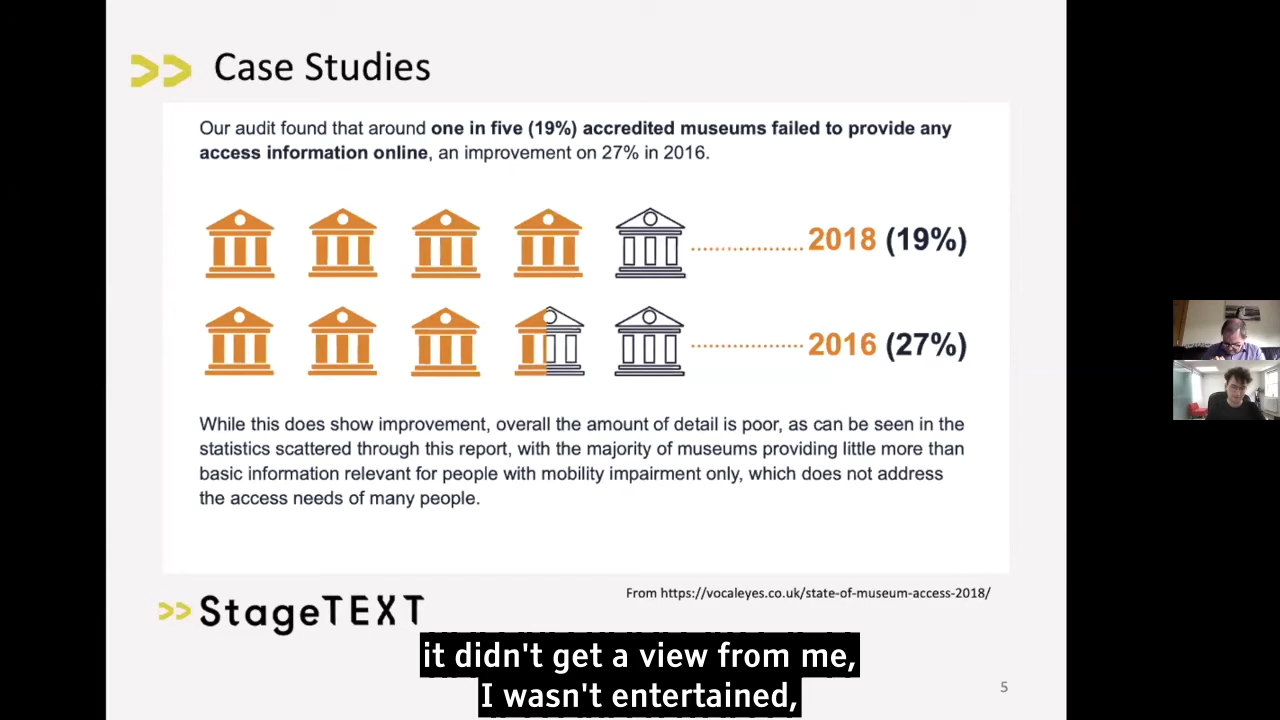 >> Case Studies
Our audit found that around one in five (19%) accredited museums failed to provide any
access information online, an improvement on 27% in 2016.
2018 (19%)
2016 (27%)
While this does show improvement, overall the amount of detail is poor, as can be seen in the
statistics scattered through this report, with the majority of museums providing little more than
basic information relevant for people with mobility impairment only, which does not address
the access needs of many people.
From https://vocaleyes.co.uk/state-of-museum-access-2018/
>> StageTEXT
it didn't get a view from me,
I wasn't entertained,
5